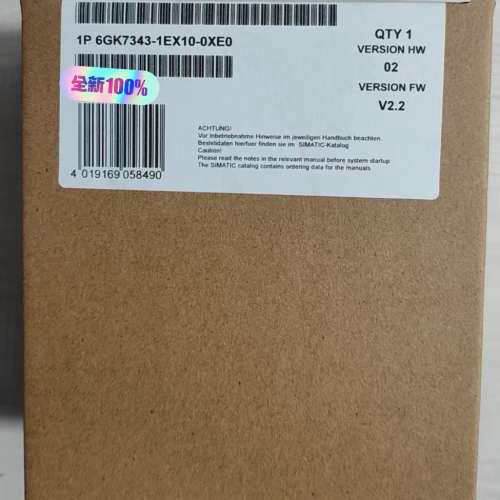 1P 6GK7343-1EX10-0XE0
QTY 1
VERSION HW
02
VERSION FW
V2.2
全新100%
ACHTUNG!
Vor Inbetriebnahme Hinweise im jeweiligen Handbuch beachten.
Bestelldaten hierfuer finden sie im SIMATIC-Katalog
Caution!
Please read the notes in the relevant manual before system startup
The SIMATIC catalog contains ordering data for the manuals
4 019169 058490